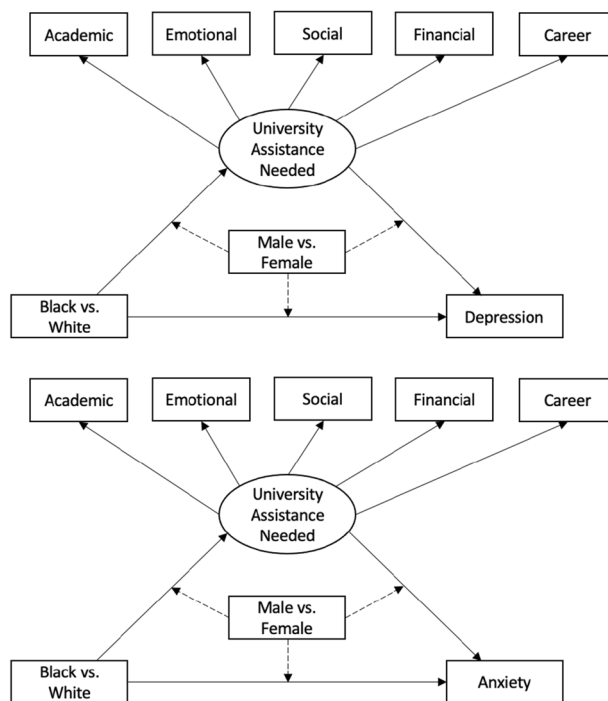 Academic
Emotional
Social
Financial
Career
University
Assistance
Needed
Male vs.
Female
Black vs.
White
Depression
Academic
Emotional
Social
Financial
Career
University
Assistance
Needed
Male vs.
Female
Black vs.
White
Anxiety